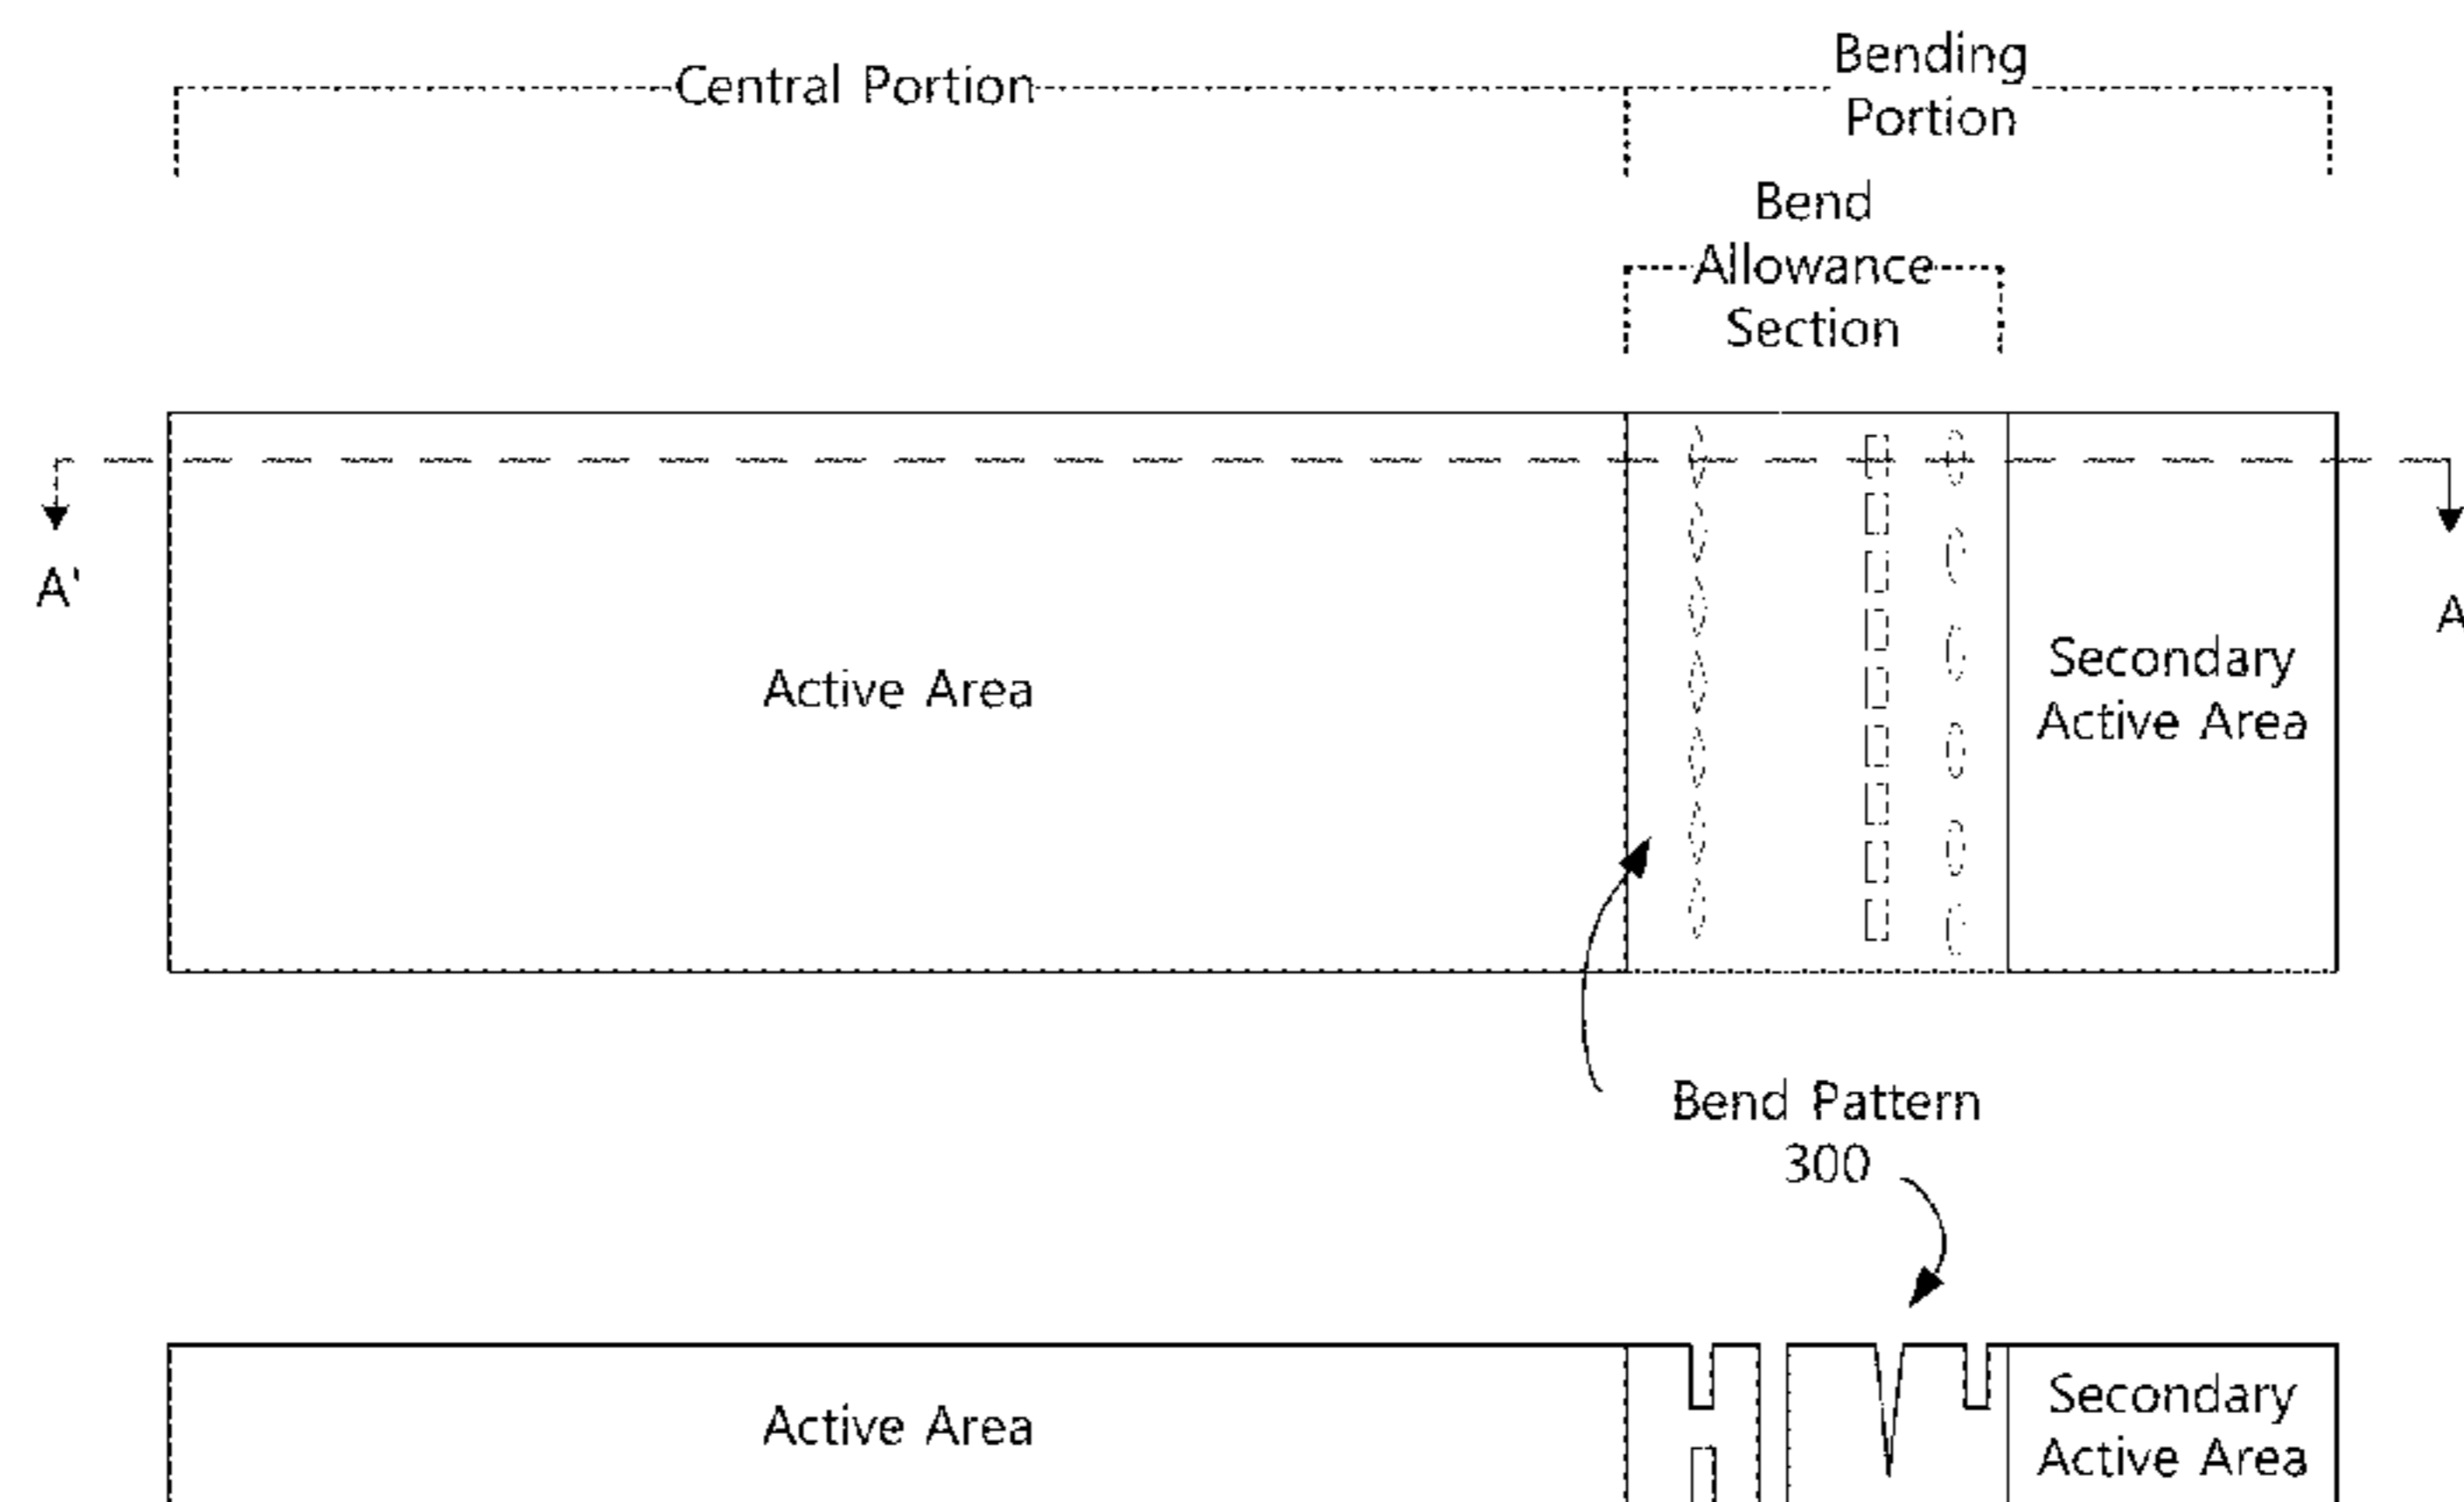 Central Portion
Bending
Portion
Bend
Allowance
Section
A'
A
Active Area
Secondary
Active Area
Bend Pattern
300
Active Area
Secondary
Active Area